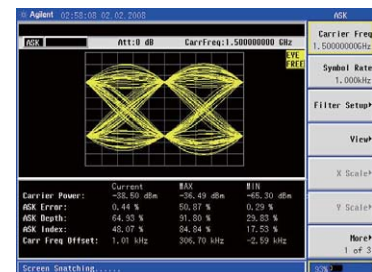 Agilent 02:58:08 02.02.2008
ASK
ASK Att:0 dB CarrFreq:1.500000000 GHz
EYE
FREE
Current MAX MIN
Carrier Power: -38.50 dBm -36.49 dBm -65.30 dBm
ASK Error: 0.44 % 50.87 % 0.29 %
ASK Depth: 64.93 % 91.80 % 29.83 %
ASK Index: 48.07 % 84.84 % 17.53 %
Carr Freq Offset: 1.01 kHz 306.70 kHz -2.59 kHz
Screen Snatching......
Carrier Freq
1.50000000GHz
Symbol Rate
1.000kHz
Filter Setup
View
X Scale
Y Scale
More
1 of 3
93%